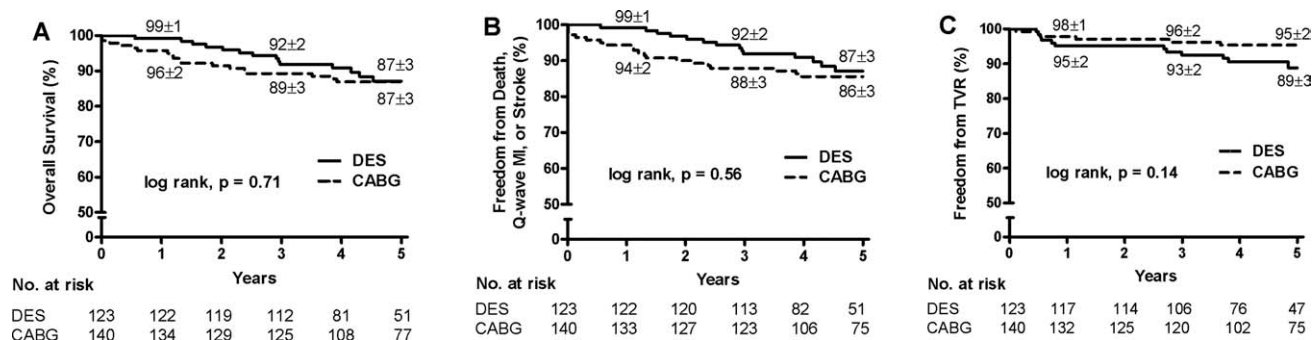 A
Overall Survival (%)
100
90
80
70
60
50
0
99±1
92±2
87±3
96±2
89±3
87±3
DES
CABG
log rank, p = 0.71
0 1 2 3 4 5
Years
No. at risk
DES 123 122 119 112 81 51
CABG 140 134 129 125 108 77
B
Freedom from Death,
Q-wave MI, or Stroke (%)
100
90
80
70
60
50
0
99±1
92±2
87±3
94±2
88±3
86±3
DES
CABG
log rank, p = 0.56
0 1 2 3 4 5
Years
No. at risk
DES 123 122 120 113 82 51
CABG 140 133 127 123 106 75
C
Freedom from TVR (%)
100
90
80
70
60
50
0
98±1
96±2
95±2
95±2
93±2
89±3
DES
CABG
log rank, p = 0.14
0 1 2 3 4 5
Years
No. at risk
DES 123 117 114 106 76 47
CABG 140 132 125 120 102 75